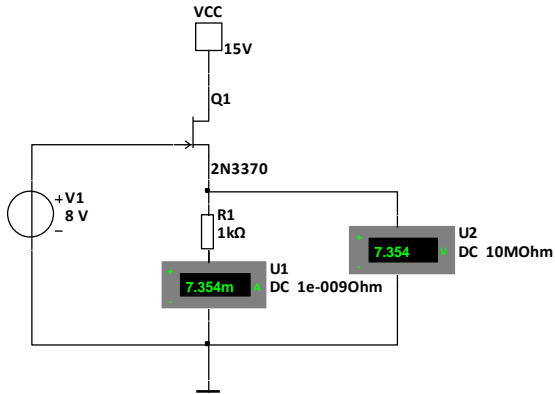 VCC
15V
Q1
2N3370
+ V1
8 V
−
R1
1kΩ
+
7.354m A
-
U1
DC 1e-009Ohm
+
7.354 V
-
U2
DC 10MOhm